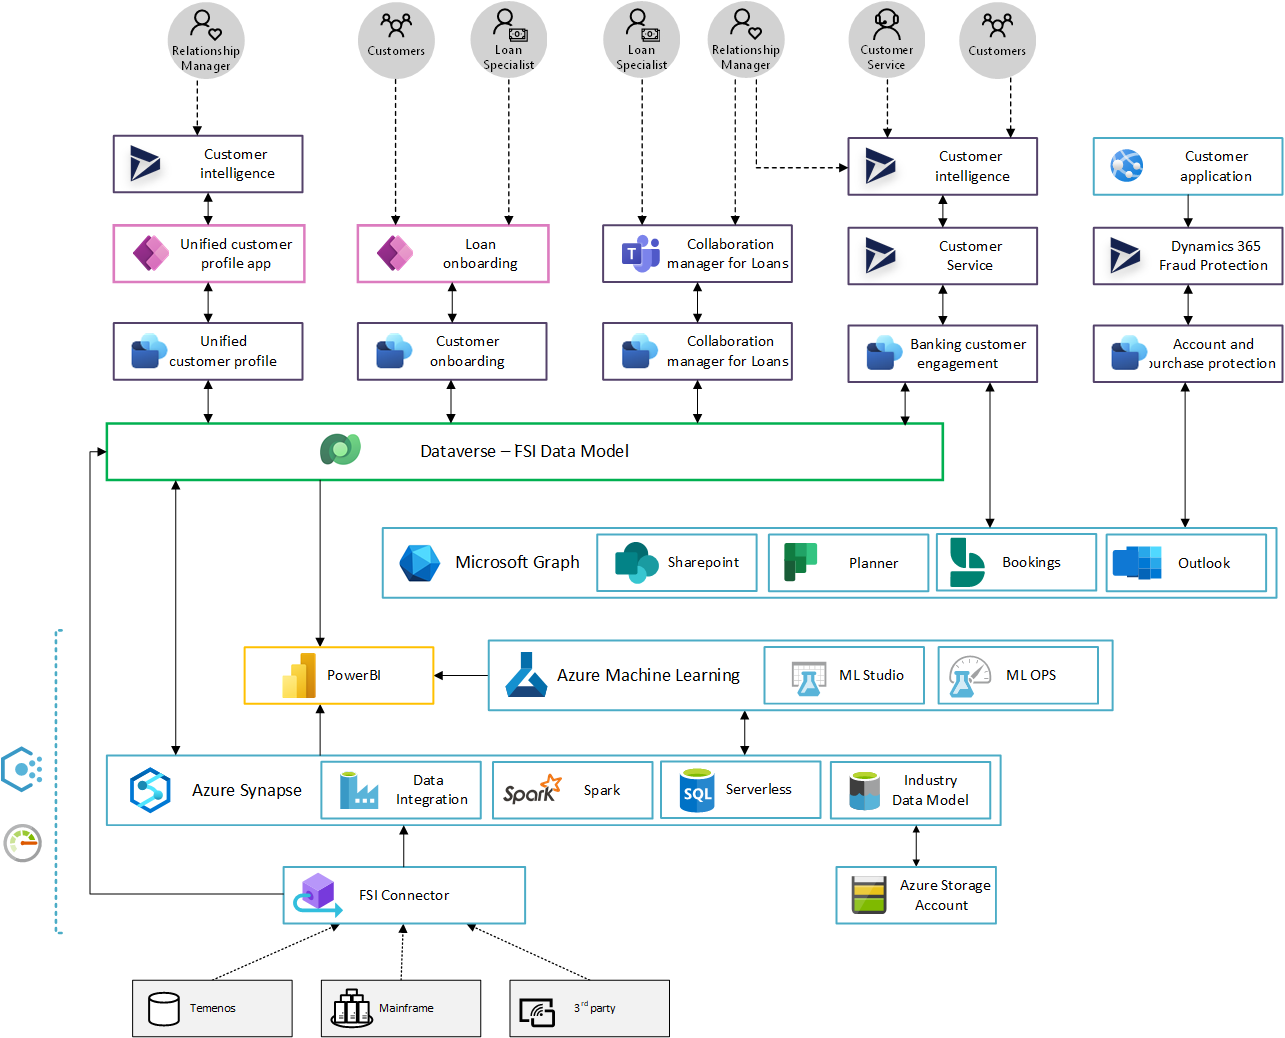 Relationship
Manager
Customers
Loan
Specialist
Loan
Specialist
Relationship
Manager
Customer
Service
Customers
Customer
intelligence
Customer
intelligence
Customer
application
Unified customer
profile app
Loan
onboarding
T
Collaboration
manager for Loans
Customer
Service
Dynamics 365
Fraud Protection
Unified
customer profile
Customer
onboarding
Collaboration
manager for Loans
Banking customer
engagement
Account and
purchase protection
Dataverse – FSI Data Model
Microsoft Graph
Sharepoint
Planner
Bookings
Outlook
PowerBI
Azure Machine Learning
ML Studio
ML OPS
Azure Synapse
Data
Integration
Spark
Spark
SQL
Serverless
Industry
Data Model
FSI Connector
Azure Storage
Account
Temenos
Mainframe
3rd party